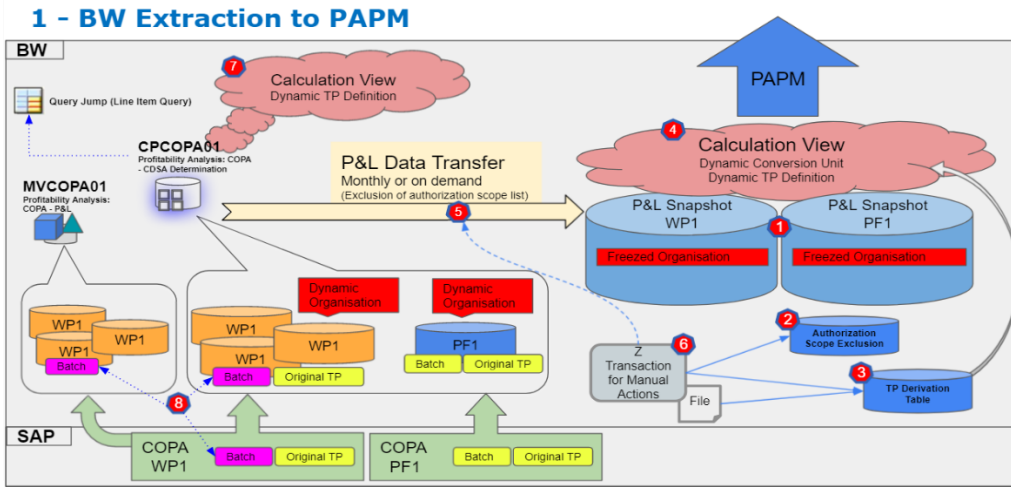 1 - BW Extraction to PAPM
BW
7
Calculation View
Dynamic TP Definition
PAPM
Query Jump (Line Item Query)
4
Calculation View
Dynamic Conversion Unit
Dynamic TP Definition
CPCOPA01
Profitability Analysis: COPA
- CDSA Determination
MVCOPA01
Profitability Analysis:
COPA - P&L
P&L Data Transfer
Monthly or on demand
(Exclusion of authorization scope list)
5
P&L Snapshot
WP1
P&L Snapshot
PF1
1
Freezed Organisation
Freezed Organisation
Dynamic
Organisation
Dynamic
Organisation
WP1
WP1
WP1
Batch
WP1
WP1
WP1
Batch
Original TP
PF1
Batch
Original TP
2
Authorization
Scope Exclusion
6
Z
Transaction
for Manual
Actions
3
TP Derivation
Table
File
8
SAP
COPA
WP1
Batch
Original TP
COPA
PF1
Batch
Original TP